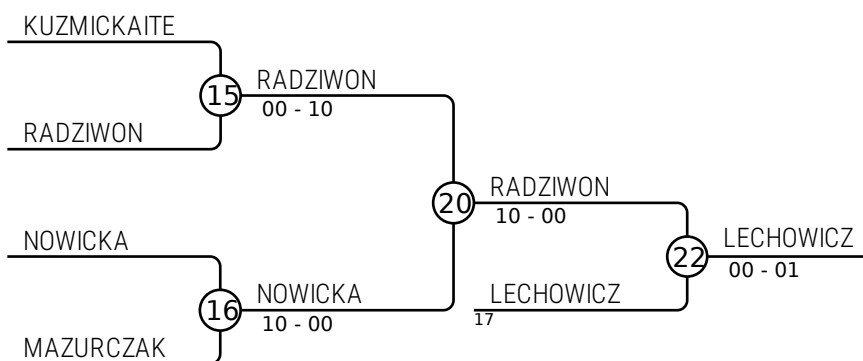 KUZMICKAITE
15
RADZIWON
00 - 10
RADZIWON
20
RADZIWON
10 - 00
NOWICKA
22
LECHOWICZ
00 - 01
16
NOWICKA
10 - 00
LECHOWICZ
17
MAZURCZAK